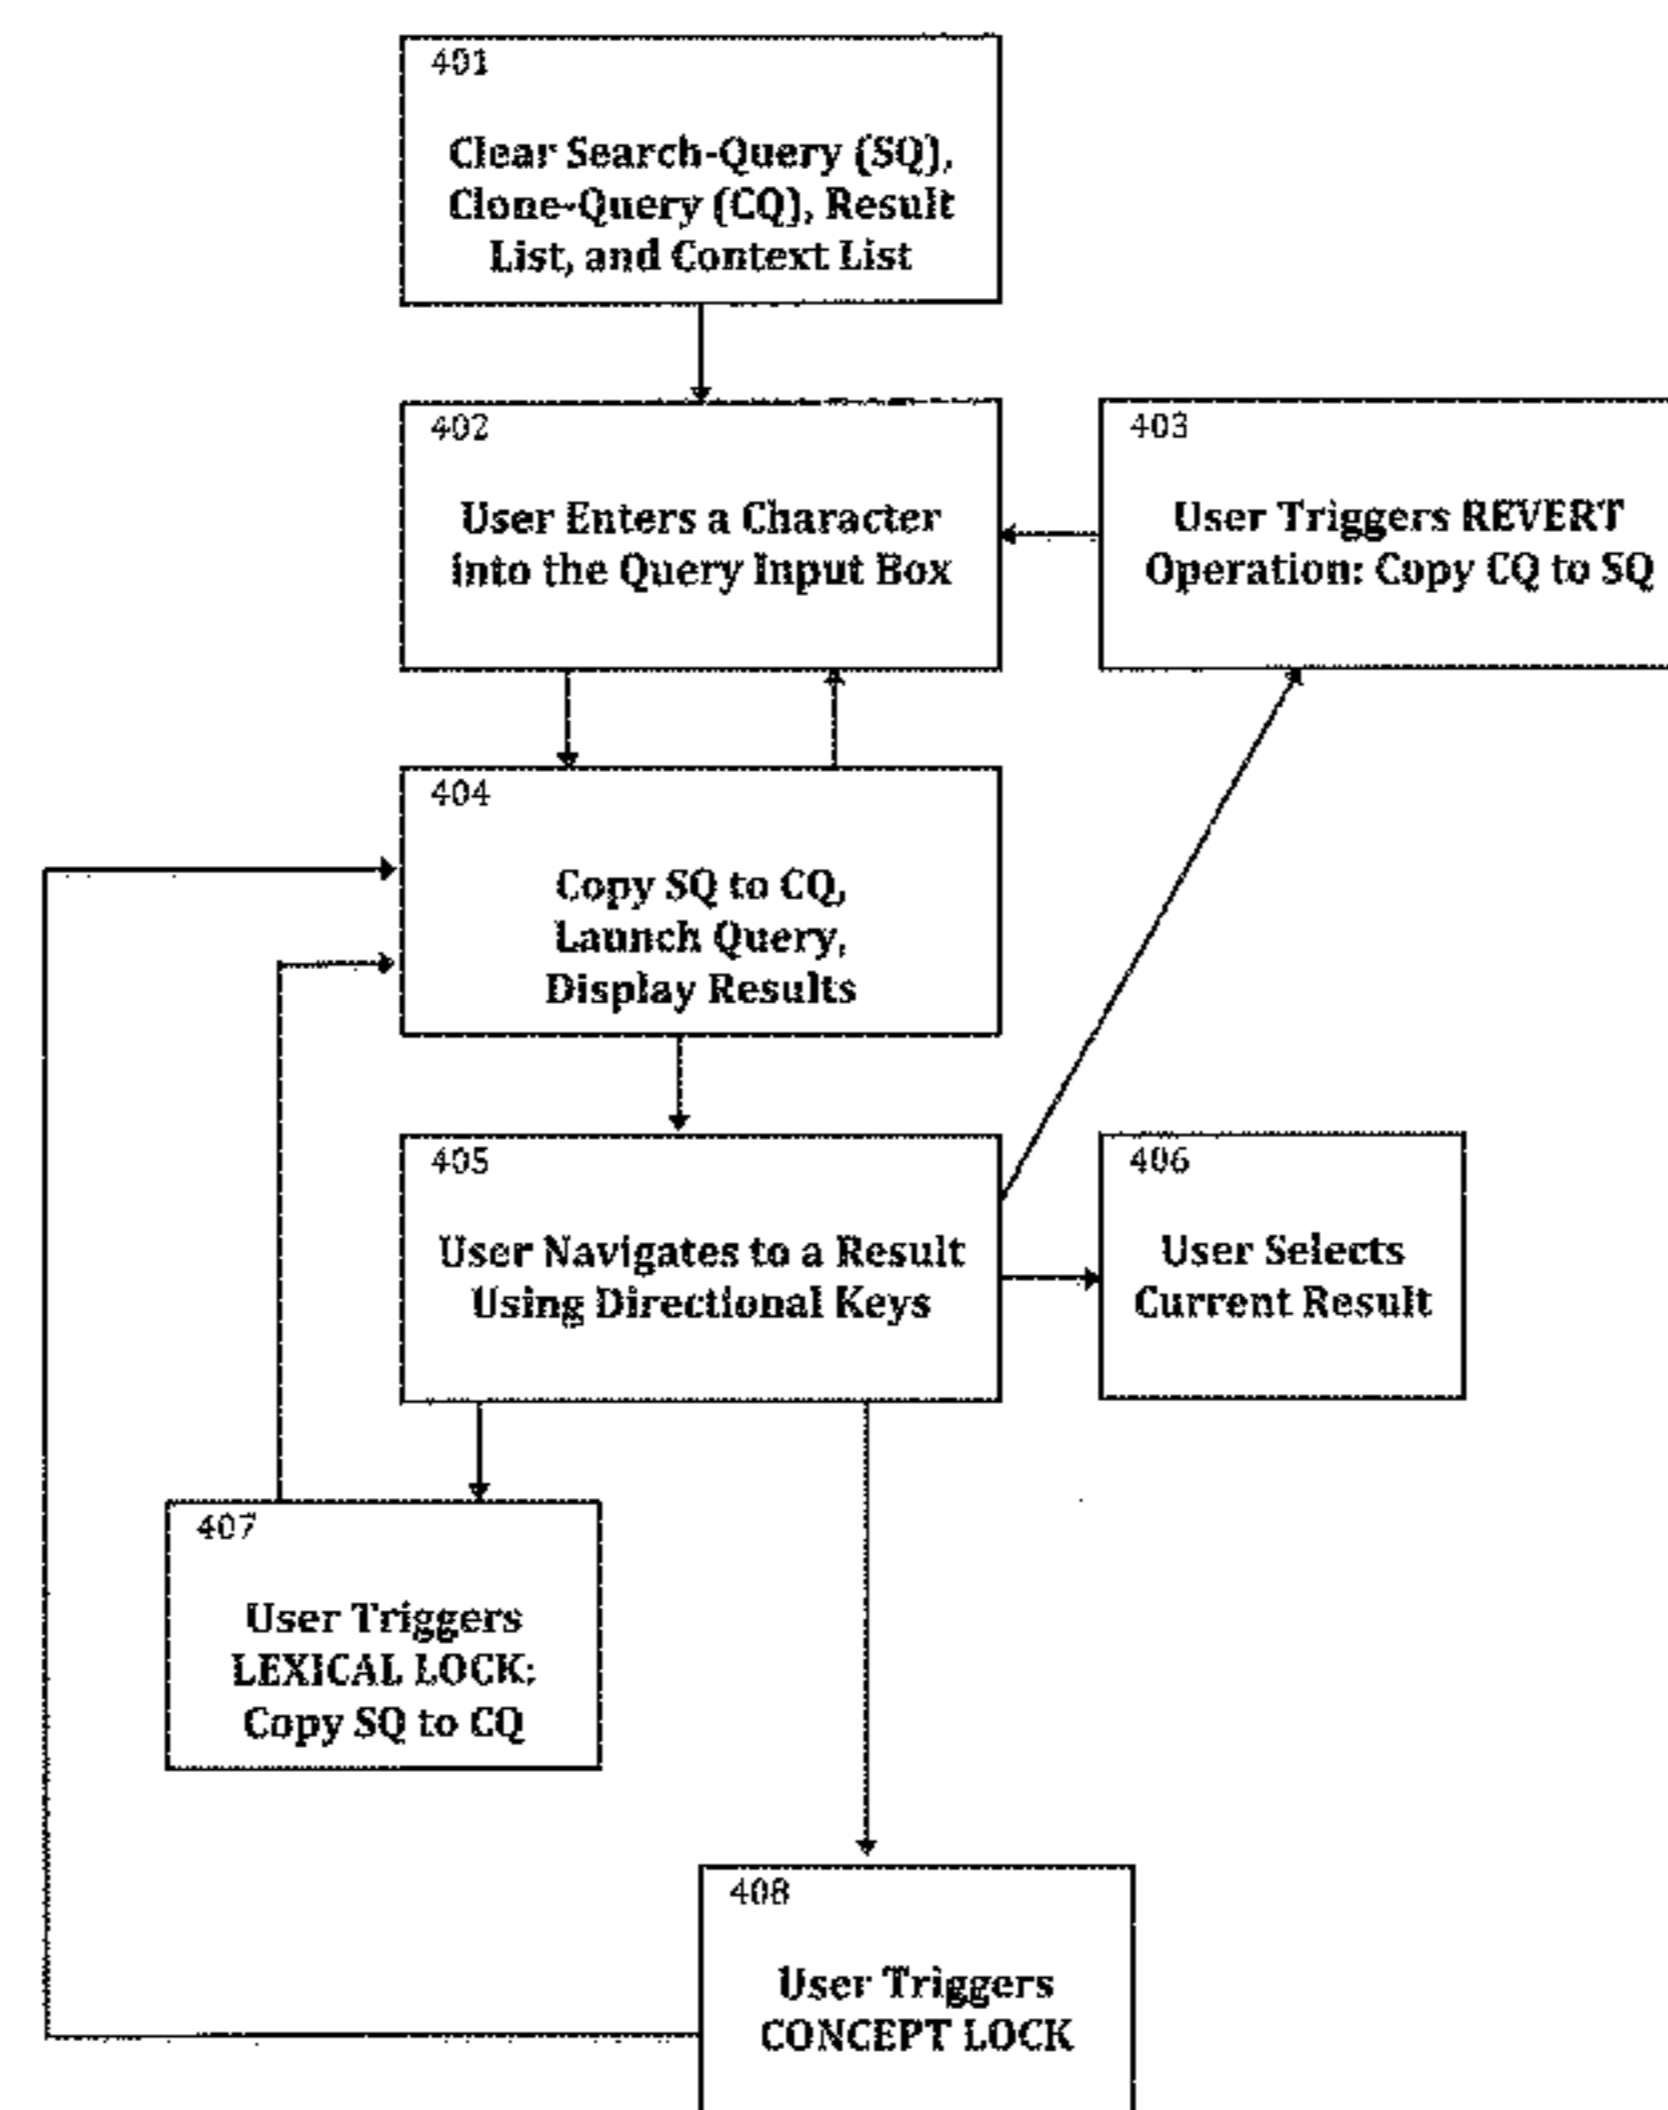 401
Clear Search-Query (SQ),
Clone-Query (CQ), Result
List, and Context List
402
User Enters a Character
into the Query Input Box
403
User Triggers REVERT
Operation: Copy CQ to SQ
404
Copy SQ to CQ,
Launch Query,
Display Results
405
User Navigates to a Result
Using Directional Keys
406
User Selects
Current Result
407
User Triggers
LEXICAL LOCK:
Copy SQ to CQ
408
User Triggers
CONCEPT LOCK